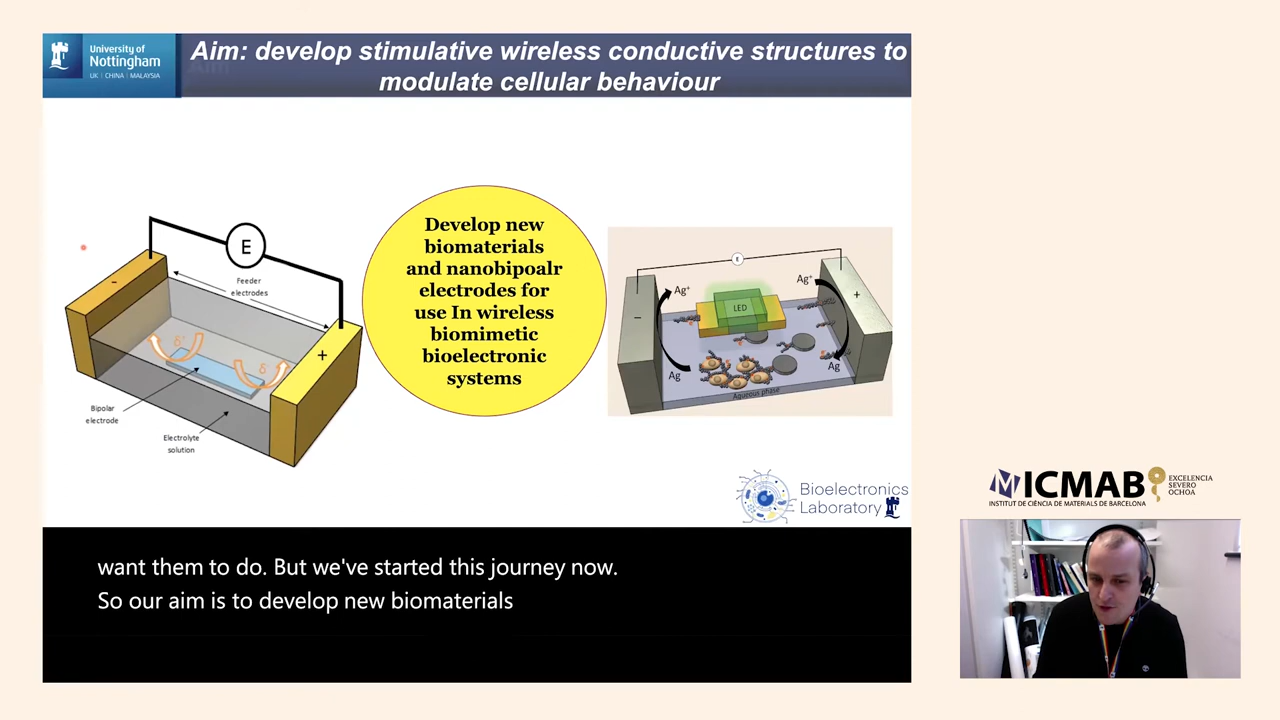 University of
Nottingham
UK | CHINA | MALAYSIA
Aim: develop stimulative wireless conductive structures to
modulate cellular behaviour
E
-
Feeder
electrodes
+
δ+
δ-
Bipolar
electrode
Electrolyte
solution
Develop new
biomaterials
and nanobipoalr
electrodes for
use In wireless
biomimetic
bioelectronic
systems
E
Ag+
Ag+
LED
-
+
Ag
Ag
Aqueous phase
Bioelectronics
Laboratory
want them to do. But we've started this journey now.
So our aim is to develop new biomaterials
ICMAB
EXCELENCIA
SEVERO
OCHOA
INSTITUT DE CIÈNCIA DE MATERIALS DE BARCELONA